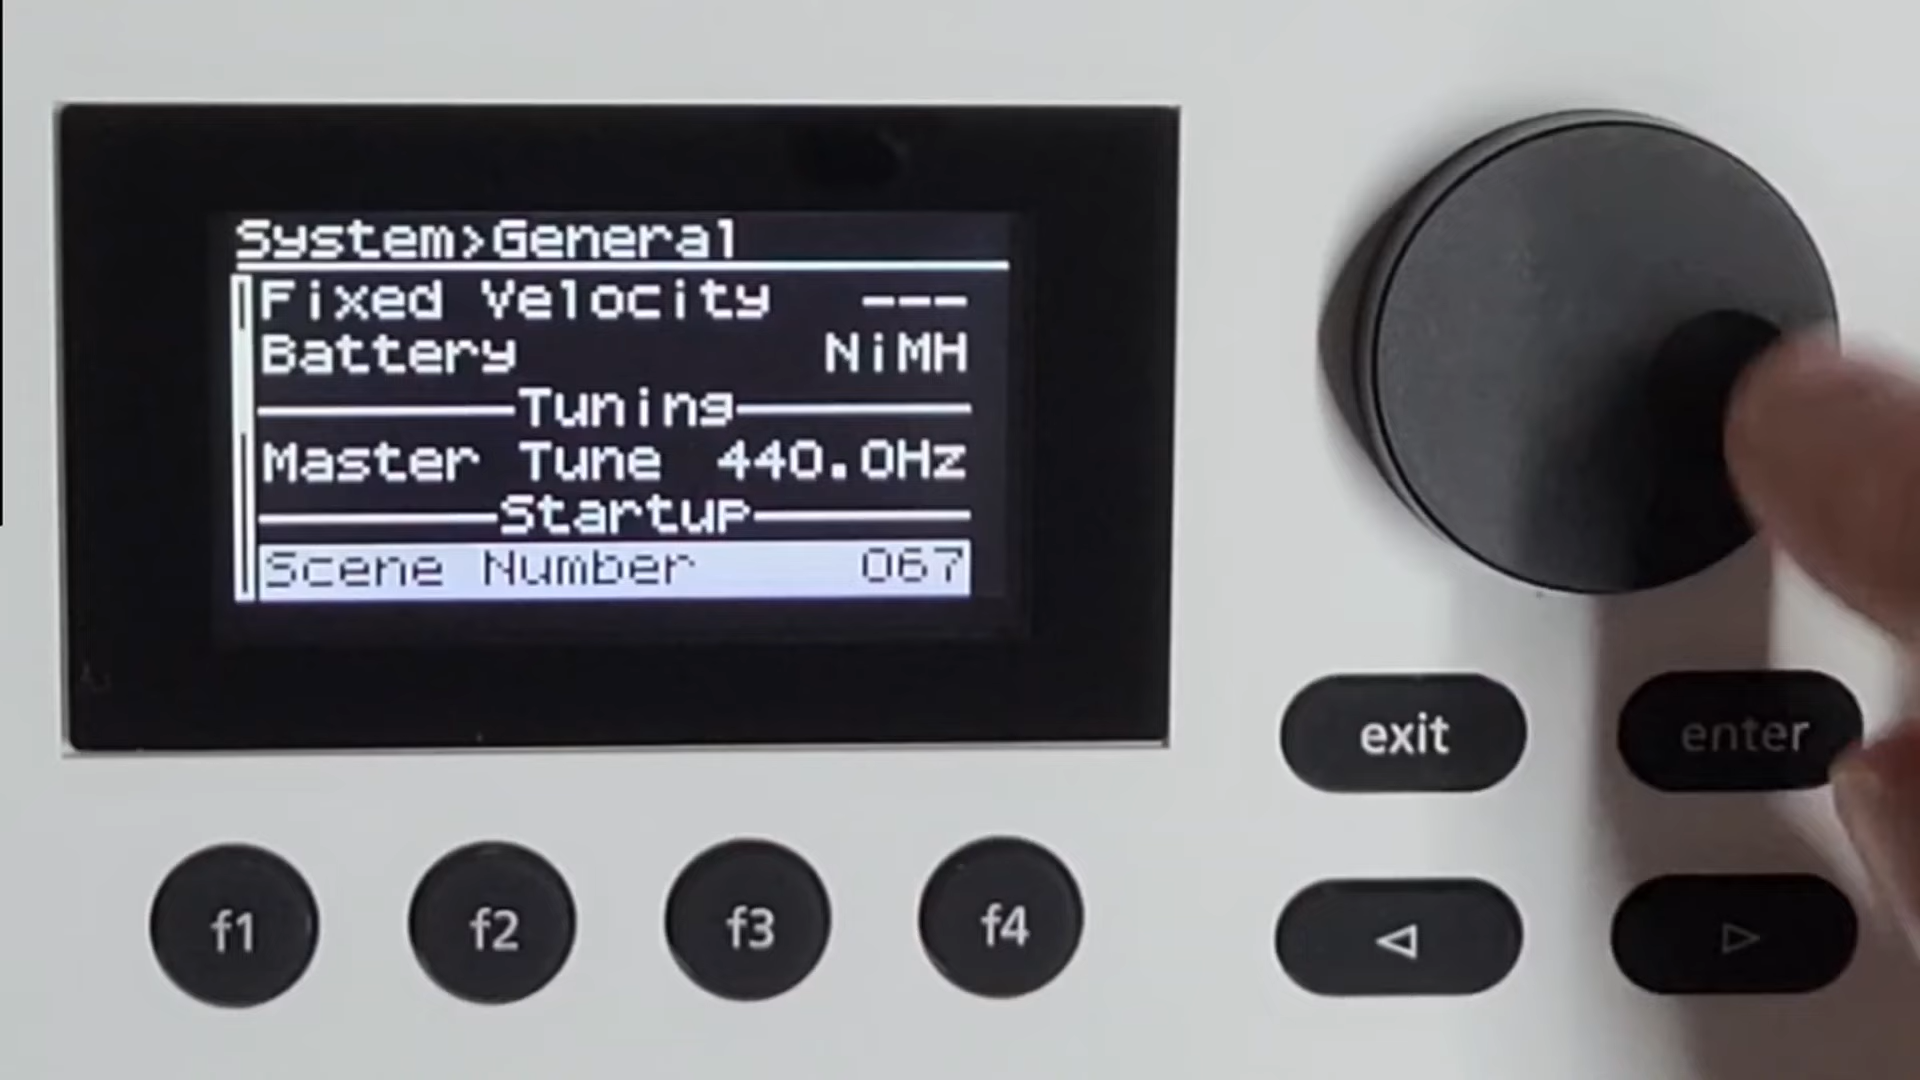 System>General
Fixed Velocity ---
Battery NiMH
Tuning
Master Tune 440.0Hz
Startup
Scene Number 067
exit enter
f1 f2 f3 f4